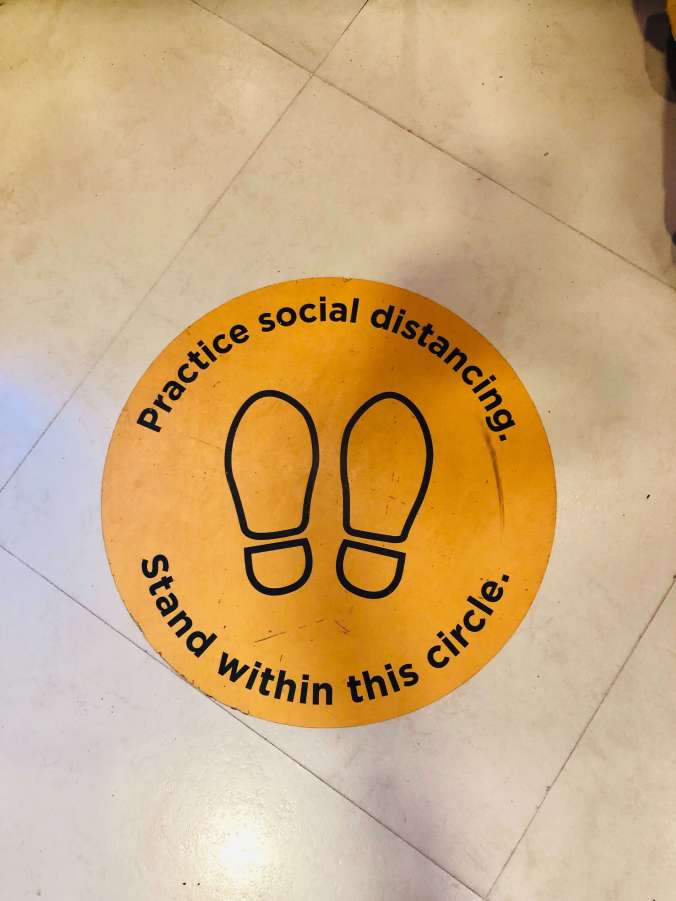 Practice social distancing.
Stand within this circle.